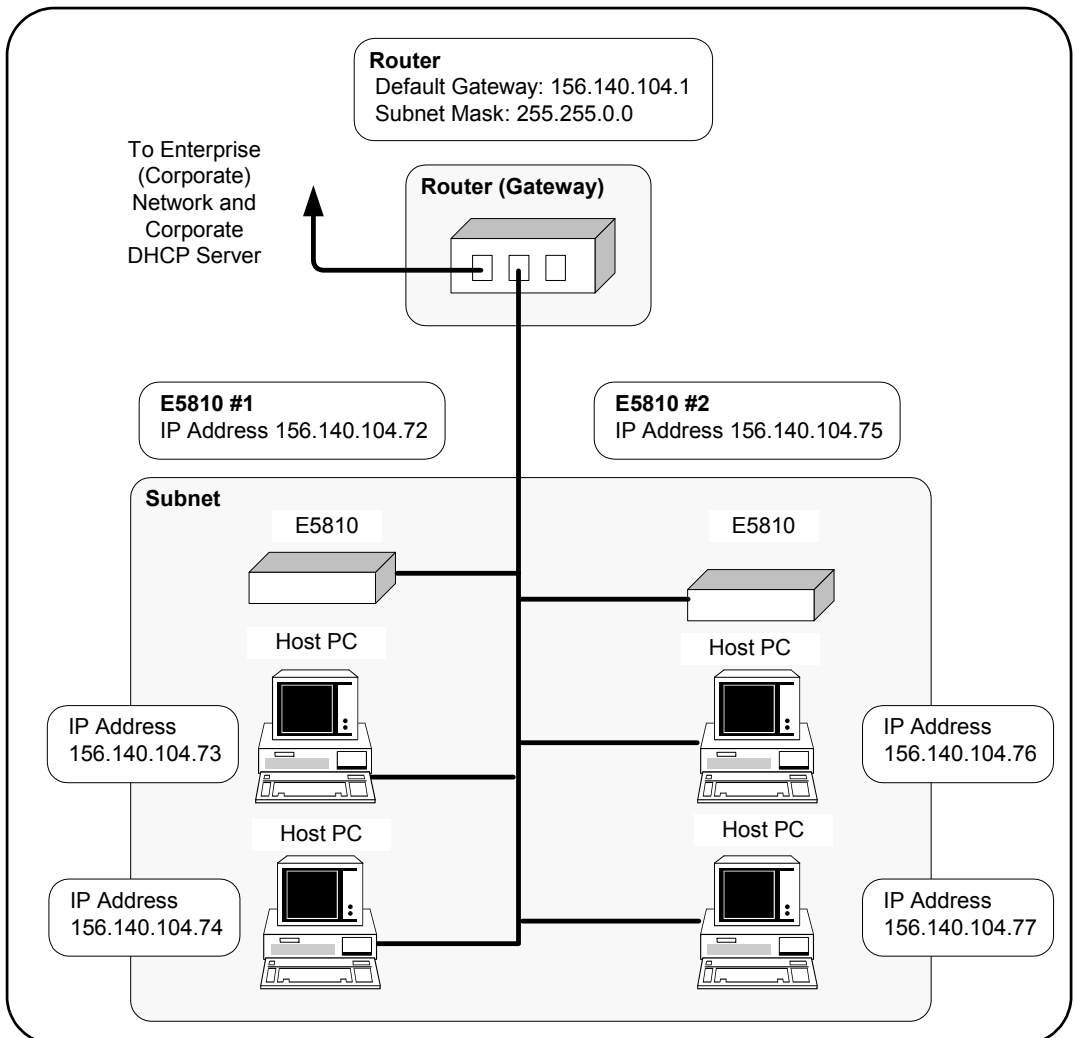 Router
Default Gateway: 156.140.104.1
Subnet Mask: 255.255.0.0
To Enterprise
(Corporate)
Network and
Corporate
DHCP Server
Router (Gateway)
E5810 #1
IP Address 156.140.104.72
E5810 #2
IP Address 156.140.104.75
Subnet
E5810
E5810
Host PC
Host PC
IP Address
156.140.104.73
IP Address
156.140.104.76
Host PC
Host PC
IP Address
156.140.104.74
IP Address
156.140.104.77